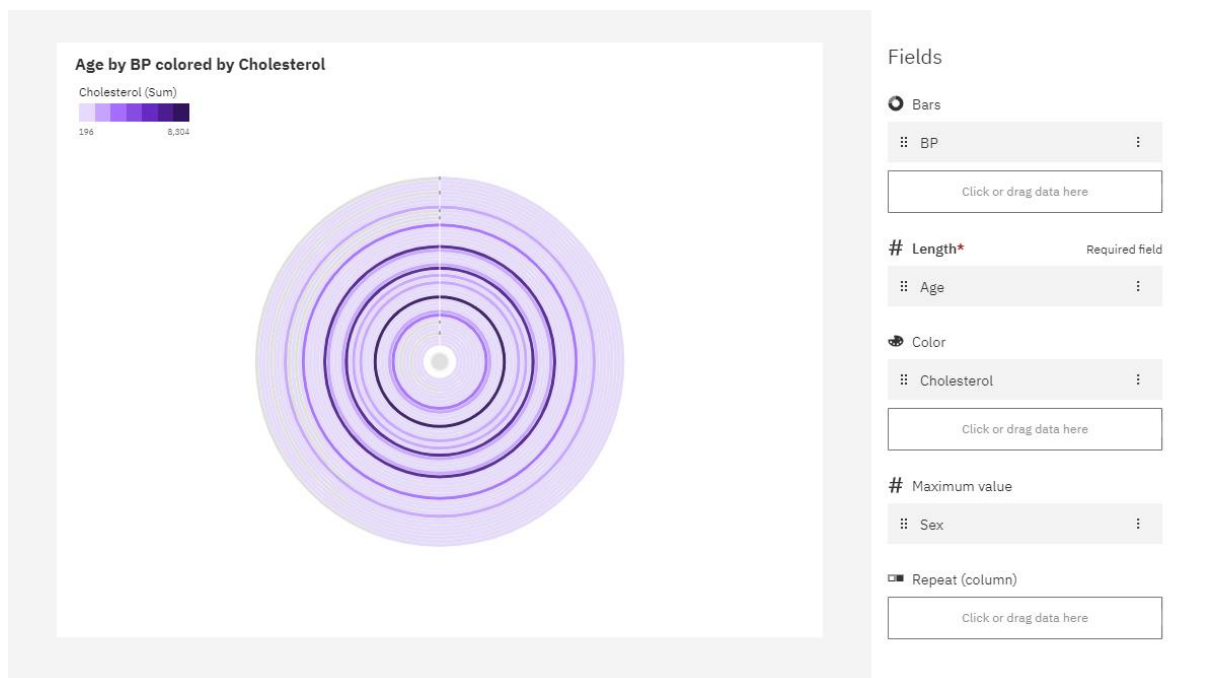 Age by BP colored by Cholesterol
Cholesterol (Sum)
196 8,304
Fields
Bars
BP
Click or drag data here
# Length* Required field
Age
Color
Cholesterol
Click or drag data here
# Maximum value
Sex
Repeat (column)
Click or drag data here